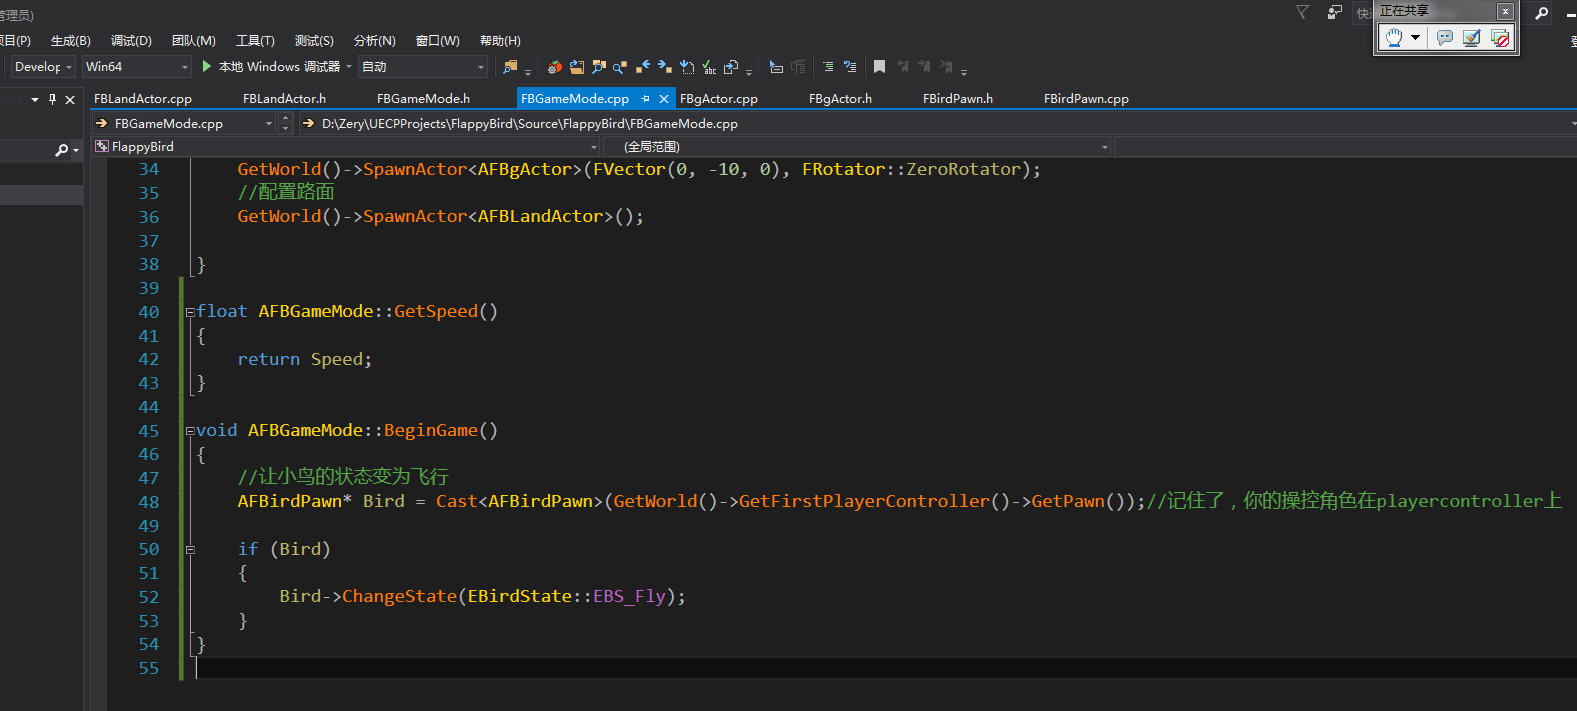 管理员)
正在共享
项目(P) 生成(B) 调试(D) 团队(M) 工具(T) 测试(S) 分析(N) 窗口(W) 帮助(H)
Develop Win64 本地 Windows 调试器 自动
FBLandActor.cpp FBLandActor.h FBGameMode.h FBGameMode.cpp FBgActor.cpp FBgActor.h FBirdPawn.h FBirdPawn.cpp
FBGameMode.cpp D:\Zery\UECPProjects\FlappyBird\Source\FlappyBird\FBGameMode.cpp
FlappyBird (全局范围)
34 GetWorld()->SpawnActor<AFBgActor>(FVector(0, -10, 0), FRotator::ZeroRotator);
35 //配置路面
36 GetWorld()->SpawnActor<AFBLandActor>();
37
38 }
39
40 float AFBGameMode::GetSpeed()
41 {
42 return Speed;
43 }
44
45 void AFBGameMode::BeginGame()
46 {
47 //让小鸟的状态变为飞行
48 AFBirdPawn* Bird = Cast<AFBirdPawn>(GetWorld()->GetFirstPlayerController()->GetPawn());//记住了，你的操控角色在playercontroller上
49
50 if (Bird)
51 {
52 Bird->ChangeState(EBirdState::EBS_Fly);
53 }
54 }
55